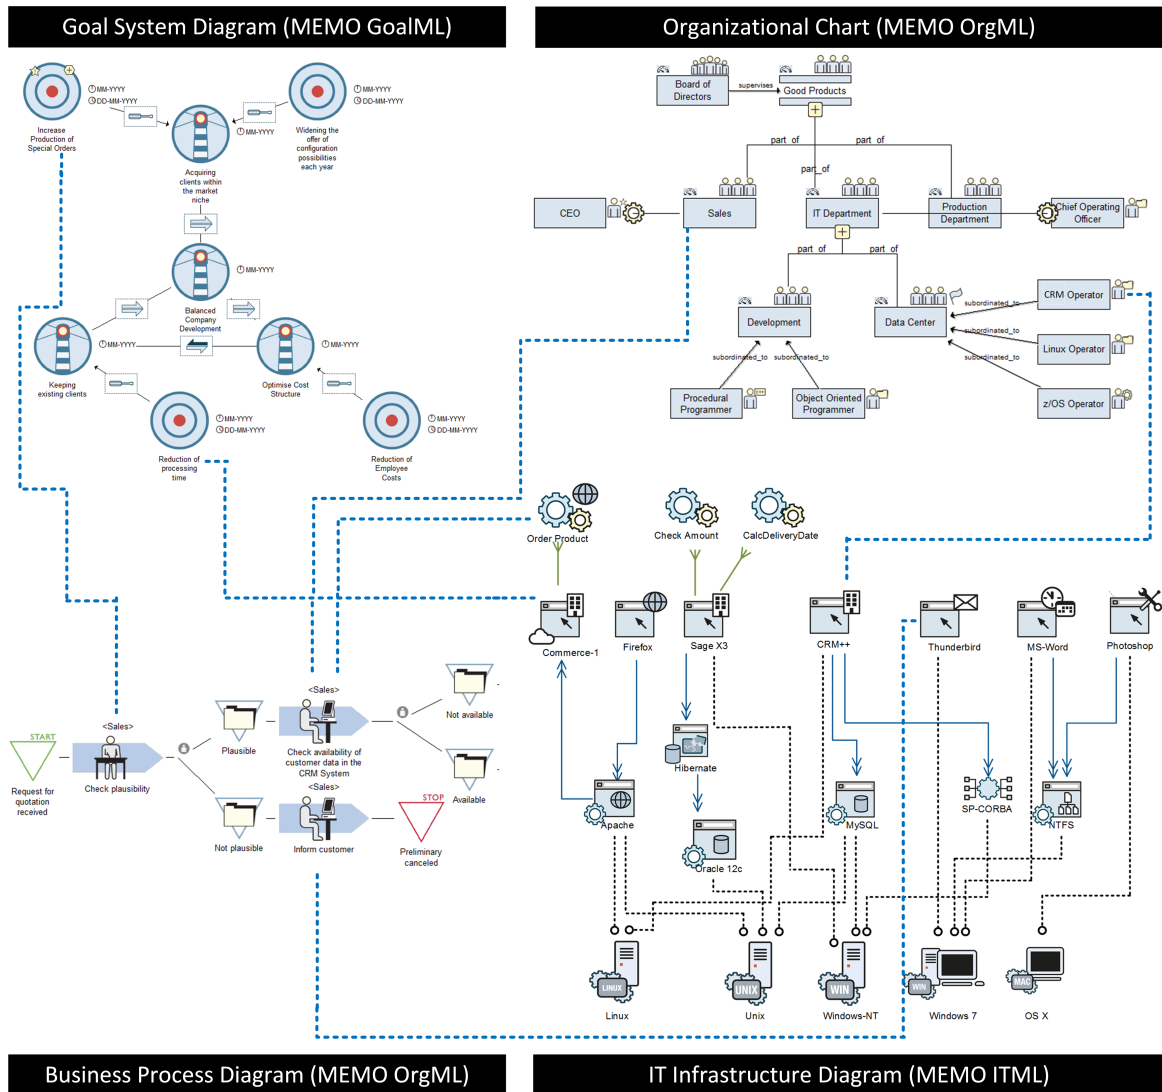 Goal System Diagram (MEMO GoalML)
MM-YYYY
DD-MM-YYYY
MM-YYYY
DD-MM-YYYY
MM-YYYY
Increase
Production of
Special Orders
Widening the
offer of
configuration
possibilities
each year
Acquiring
clients within
the market
niche
MM-YYYY
Balanced
Company
Development
MM-YYYY
MM-YYYY
Keeping
existing clients
Optimise Cost
Structure
MM-YYYY
DD-MM-YYYY
MM-YYYY
DD-MM-YYYY
Reduction of
processing
time
Reduction of
Employee
Costs
Organizational Chart (MEMO OrgML)
Board of
Directors
supervises
Good Products
part_of
part_of
part_of
CEO
Sales
IT Department
Production
Department
Chief Operating
Officer
part_of
part_of
Development
Data Center
subordinated_to
CRM Operator
subordinated_to
Linux Operator
subordinated_to
z/OS Operator
subordinated_to
subordinated_to
Procedural
Programmer
Object Oriented
Programmer
Order Product
Check Amount
CalcDeliveryDate
Commerce-1
Firefox
Sage X3
CRM++
Thunderbird
MS-Word
Photoshop
Hibernate
Apache
Oracle 12c
MySQL
SP-CORBA
NTFS
LINUX
UNIX
WIN
WIN
MAC
Linux
Unix
Windows-NT
Windows 7
OS X
<Sales>
Not available
Plausible
Check availability of
customer data in the
CRM System
<Sales>
START
Check plausibility
Available
Request for
quotation
received
<Sales>
STOP
Not plausible
Inform customer
Preliminary
canceled
Business Process Diagram (MEMO OrgML)
IT Infrastructure Diagram (MEMO ITML)